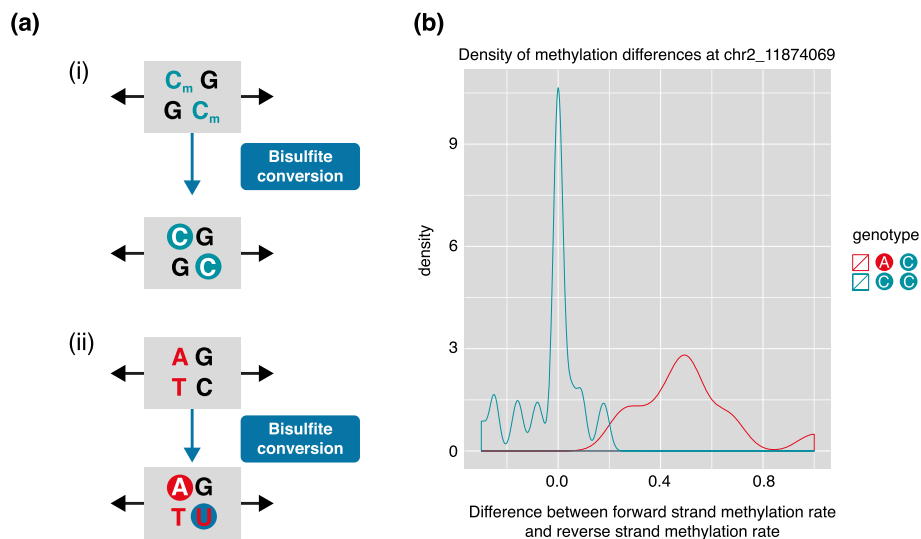 (a)
(i)
Cm G
G Cm
Bisulfite
conversion
C G
G C
(ii)
A G
T C
Bisulfite
conversion
A G
T U
(b)
Density of methylation differences at chr2_11874069
9
6
3
0
density
0.0 0.4 0.8
Difference between forward strand methylation rate
and reverse strand methylation rate
genotype
A C
C C